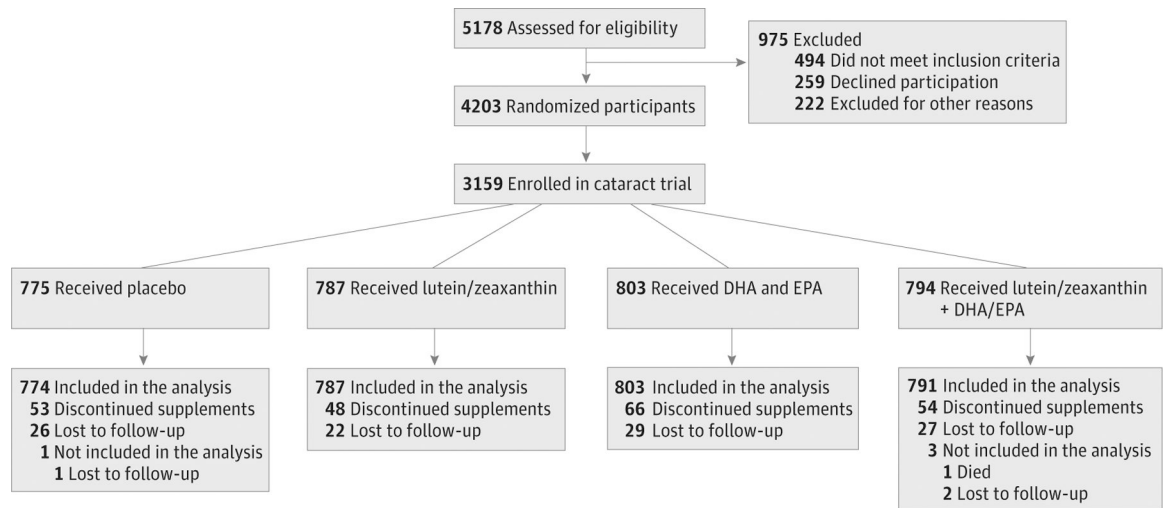 5178 Assessed for eligibility
975 Excluded
494 Did not meet inclusion criteria
259 Declined participation
222 Excluded for other reasons
4203 Randomized participants
3159 Enrolled in cataract trial
775 Received placebo
787 Received lutein/zeaxanthin
803 Received DHA and EPA
794 Received lutein/zeaxanthin
+ DHA/EPA
774 Included in the analysis
53 Discontinued supplements
26 Lost to follow-up
1 Not included in the analysis
1 Lost to follow-up
787 Included in the analysis
48 Discontinued supplements
22 Lost to follow-up
803 Included in the analysis
66 Discontinued supplements
29 Lost to follow-up
791 Included in the analysis
54 Discontinued supplements
27 Lost to follow-up
3 Not included in the analysis
1 Died
2 Lost to follow-up